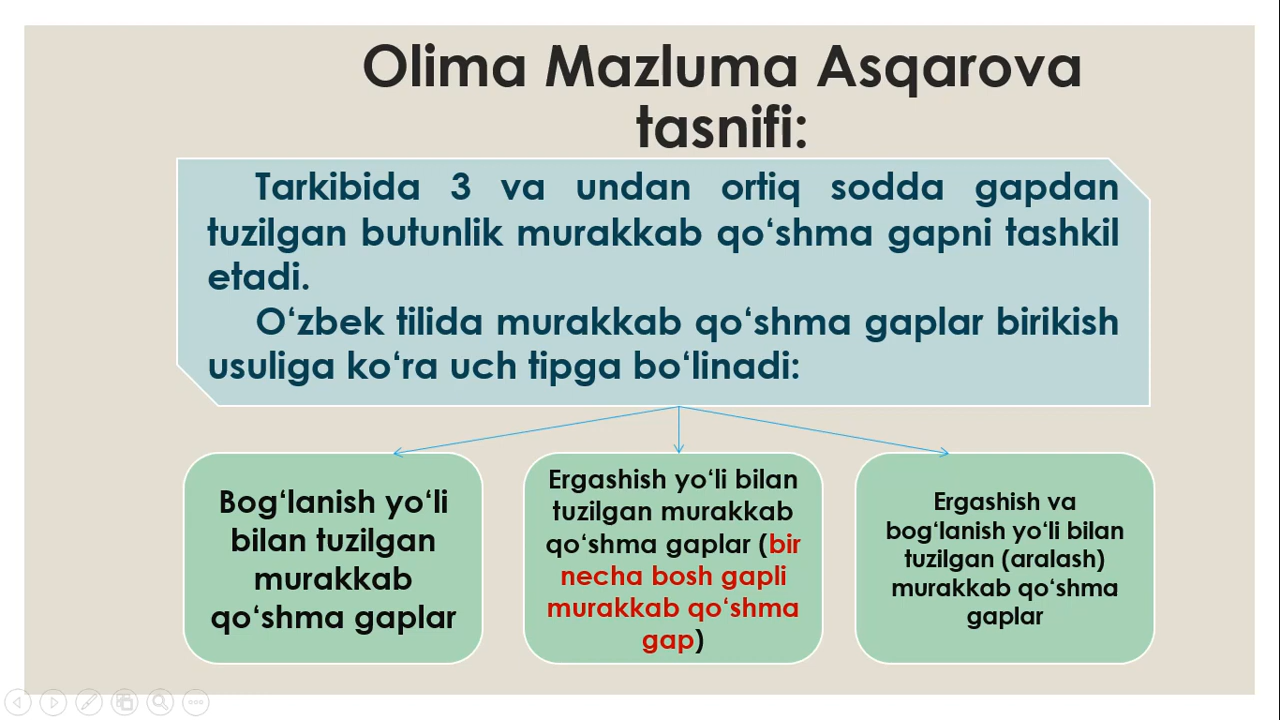 Olima Mazluma Asqarova
tasnifi:
Tarkibida 3 va undan ortiq sodda gapdan
tuzilgan butunlik murakkab qo‘shma gapni tashkil
etadi.
O‘zbek tilida murakkab qo‘shma gaplar birikish
usuliga ko‘ra uch tipga bo‘linadi:
Bog‘lanish yo‘li
bilan tuzilgan
murakkab
qo‘shma gaplar
Ergashish yo‘li bilan
tuzilgan murakkab
qo‘shma gaplar (bir
necha bosh gapli
murakkab qo‘shma
gap)
Ergashish va
bog‘lanish yo‘li bilan
tuzilgan (aralash)
murakkab qo‘shma
gaplar